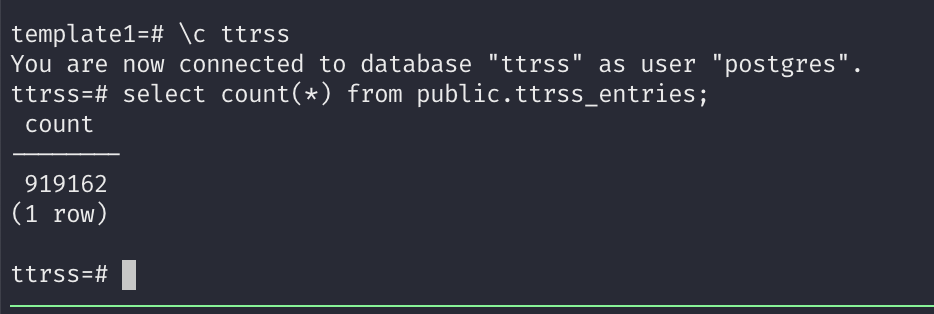 template1=# \c ttrss
You are now connected to database "ttrss" as user "postgres".
ttrss=# select count(*) from public.ttrss_entries;
count
--------
919162
(1 row)
ttrss=#